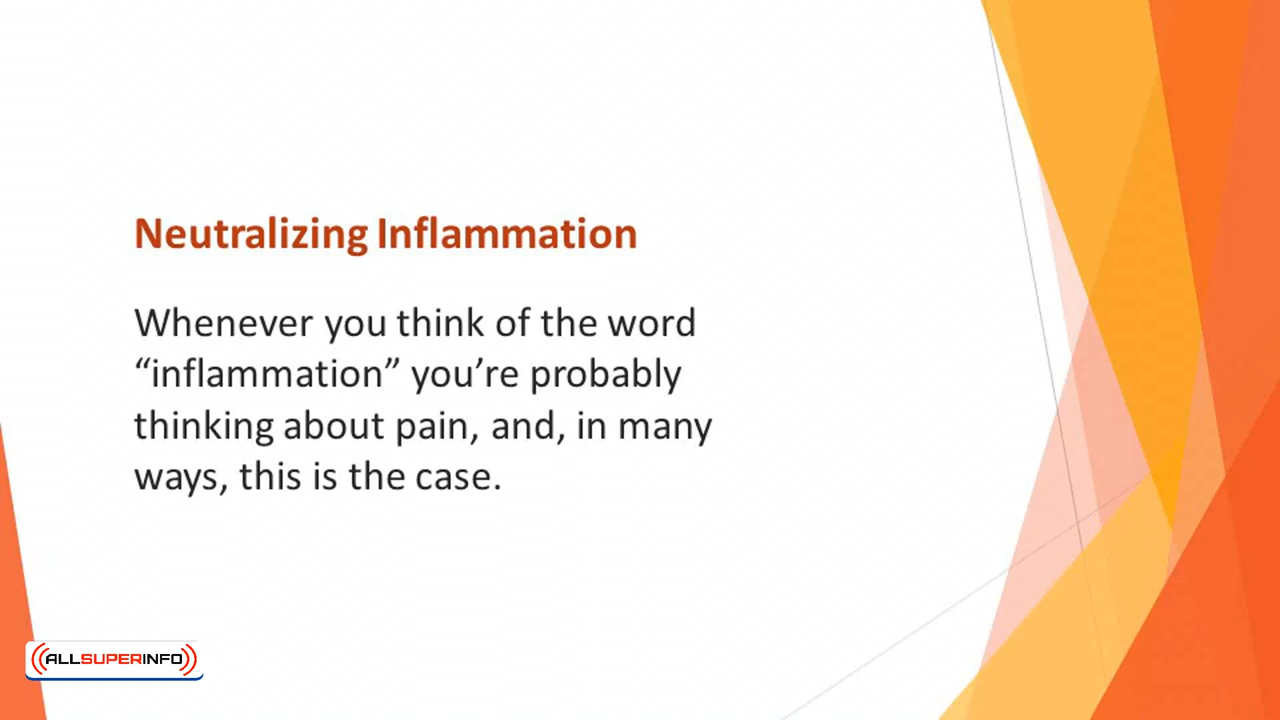 Neutralizing Inflammation
Whenever you think of the word
“inflammation” you’re probably
thinking about pain, and, in many
ways, this is the case.
((ALLSUPERINFO))